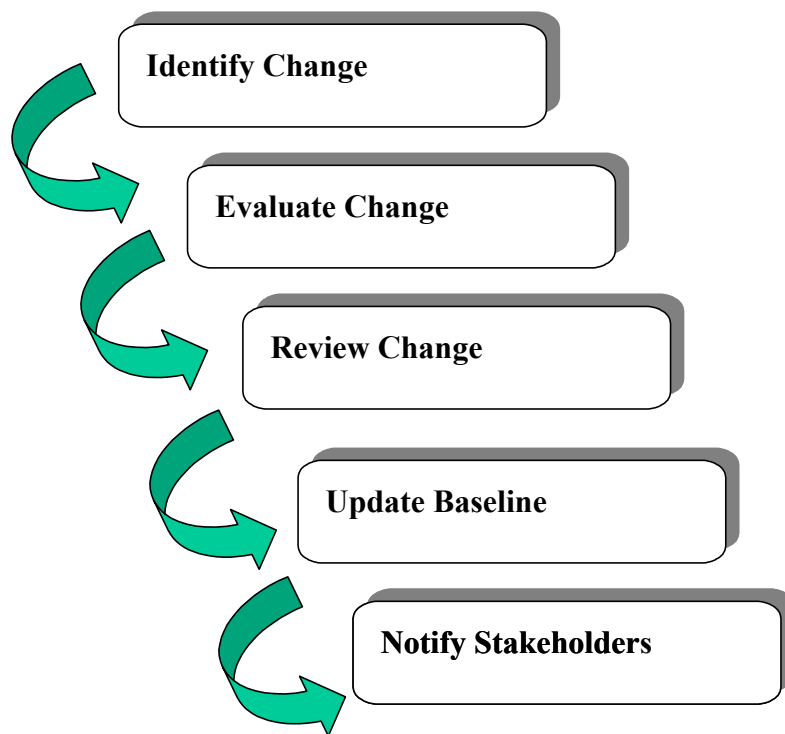 Identify Change
Evaluate Change
Review Change
Update Baseline
Notify Stakeholders